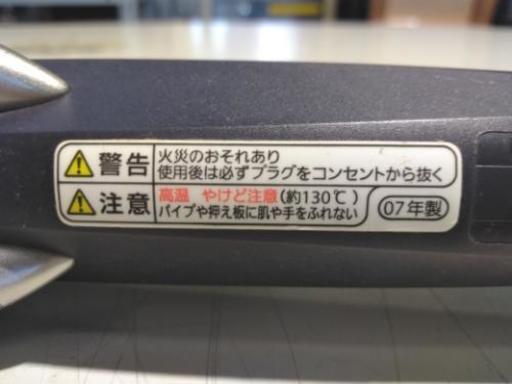 警告 火災のおそれあり
使用後は必ずプラグをコンセントから抜く
注意 高温 やけど注意(約130℃)
パイプや押え板に肌や手をふれない
07年製